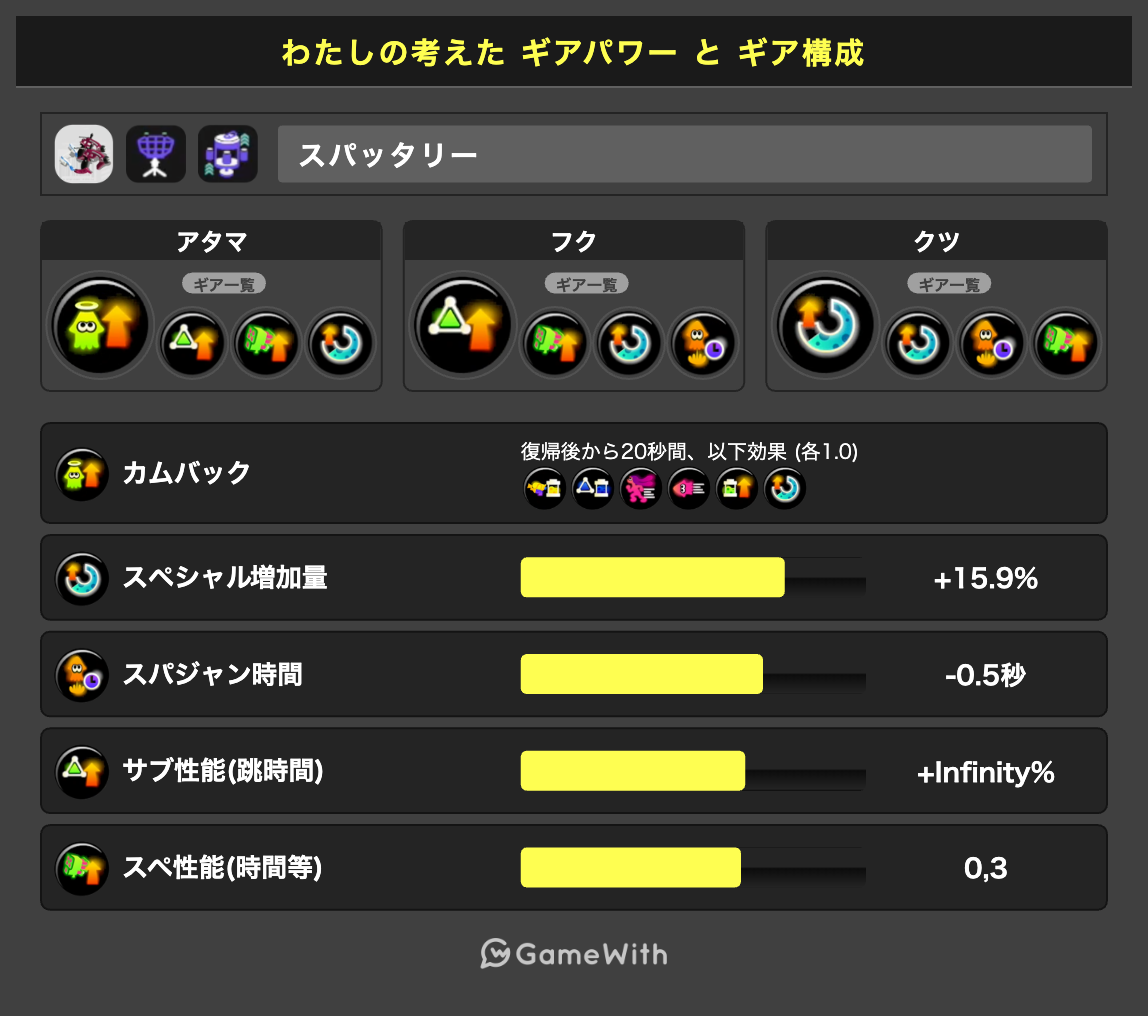 わたしの考えた ギアパワー と ギア構成
スパッタリー
アタマ
ギア一覧
フク
ギア一覧
クツ
ギア一覧
カムバック
復帰後から20秒間、以下効果 (各1.0)
スペシャル増加量
+15.9%
スパジャン時間
-0.5秒
サブ性能(跳時間)
+Infinity%
スペ性能(時間等)
0,3
GameWith